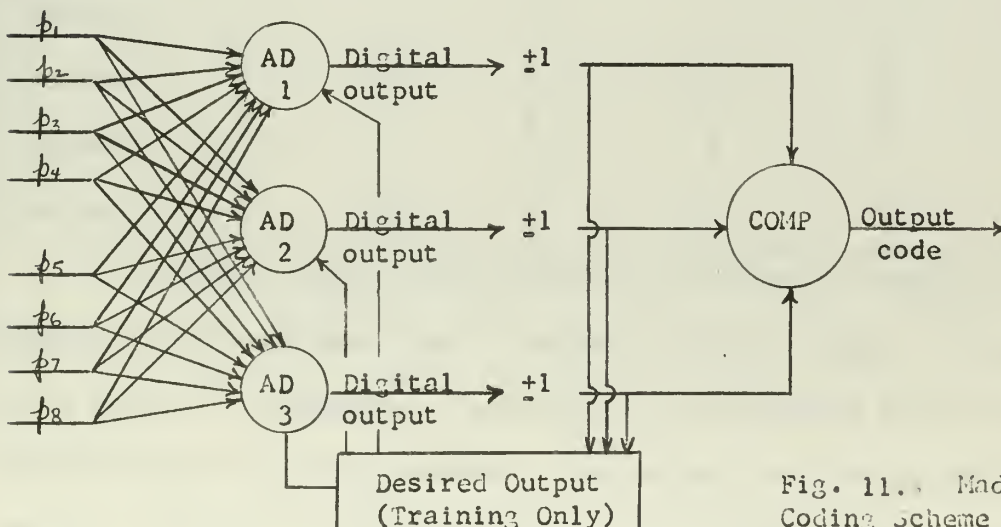 p1
p2
p3
p4
p5
p6
p7
p8
AD
1
Digital
output
±1
AD
2
Digital
output
±1
AD
3
Digital
output
±1
COMP
Output
code
Desired Output
(Training Only)
Fig. 11. Mad
Coding Scheme